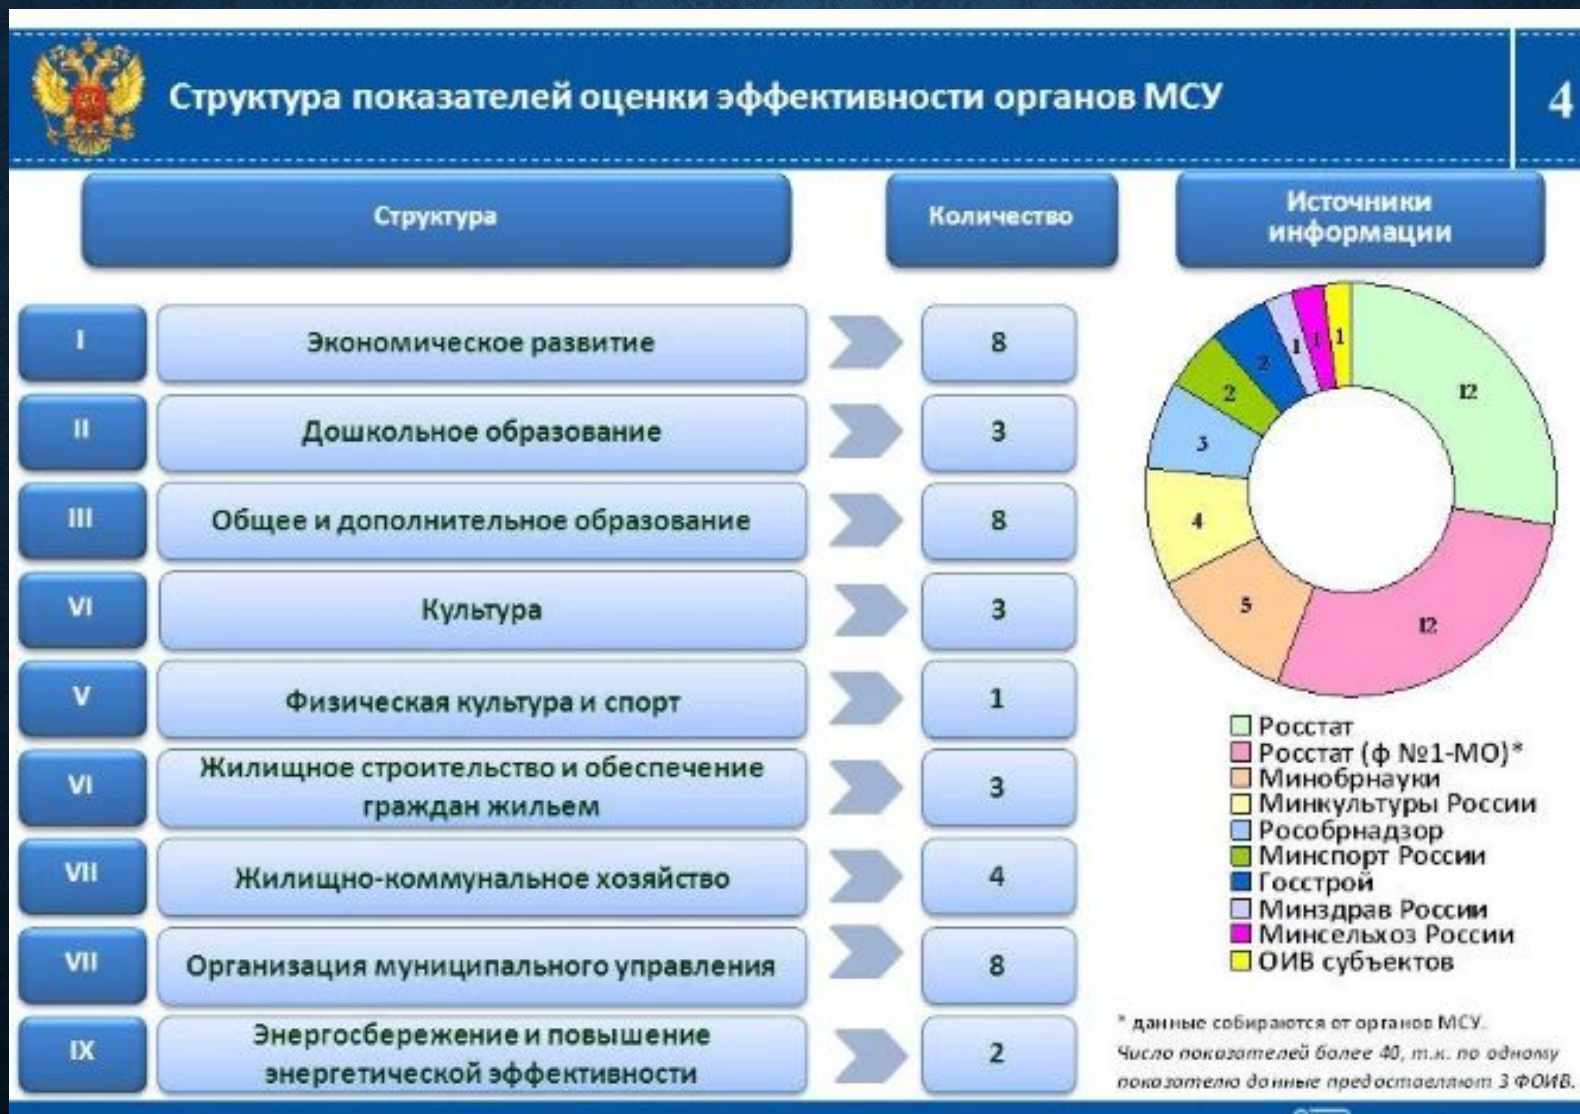 Структура показателей оценки эффективности органов МСУ
4
Структура
Количество
Источники
информации
I
Экономическое развитие
8
II
Дошкольное образование
3
III
Общее и дополнительное образование
8
VI
Культура
3
V
Физическая культура и спорт
1
VI
Жилищное строительство и обеспечение
граждан жильем
3
VII
Жилищно-коммунальное хозяйство
4
VII
Организация муниципального управления
8
IX
Энергосбережение и повышение
энергетической эффективности
2
12
12
5
4
3
2
2
1
1
1
Росстат
Росстат (ф №1-МО)*
Минобрнауки
Минкультуры России
Рособрнадзор
Минспорт России
Госстрой
Минздрав России
Минсельхоз России
ОИВ субъектов
* данные собираются от органов МСУ.
Число показателей более 40, т.к. по одному
показателю данные предоставляют 3 ФОИВ.